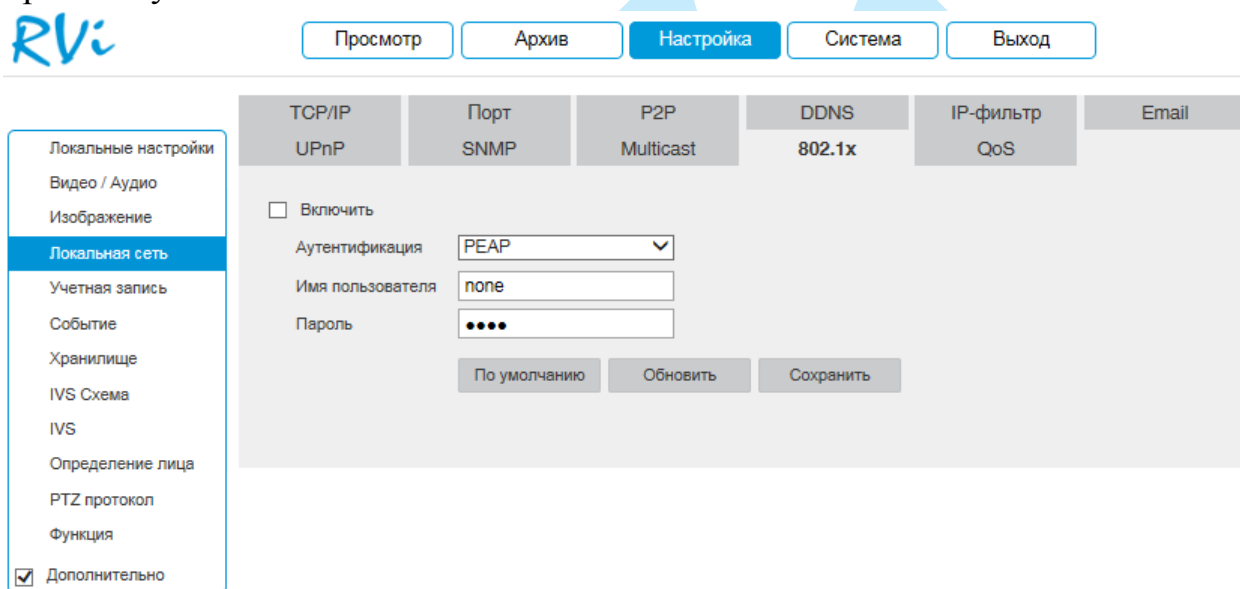 RVi
Просмотр Архив Настройка Система Выход
TCP/IP Порт P2P DDNS IP-фильтр Email
UPnP SNMP Multicast 802.1x QoS
Локальные настройки
Видео / Аудио
Изображение
Локальная сеть
Учетная запись
Событие
Хранилище
IVS Схема
IVS
Определение лица
PTZ протокол
Функция
Дополнительно
Включить
Аутентификация PEAP
Имя пользователя none
Пароль ••••
По умолчанию Обновить Сохранить